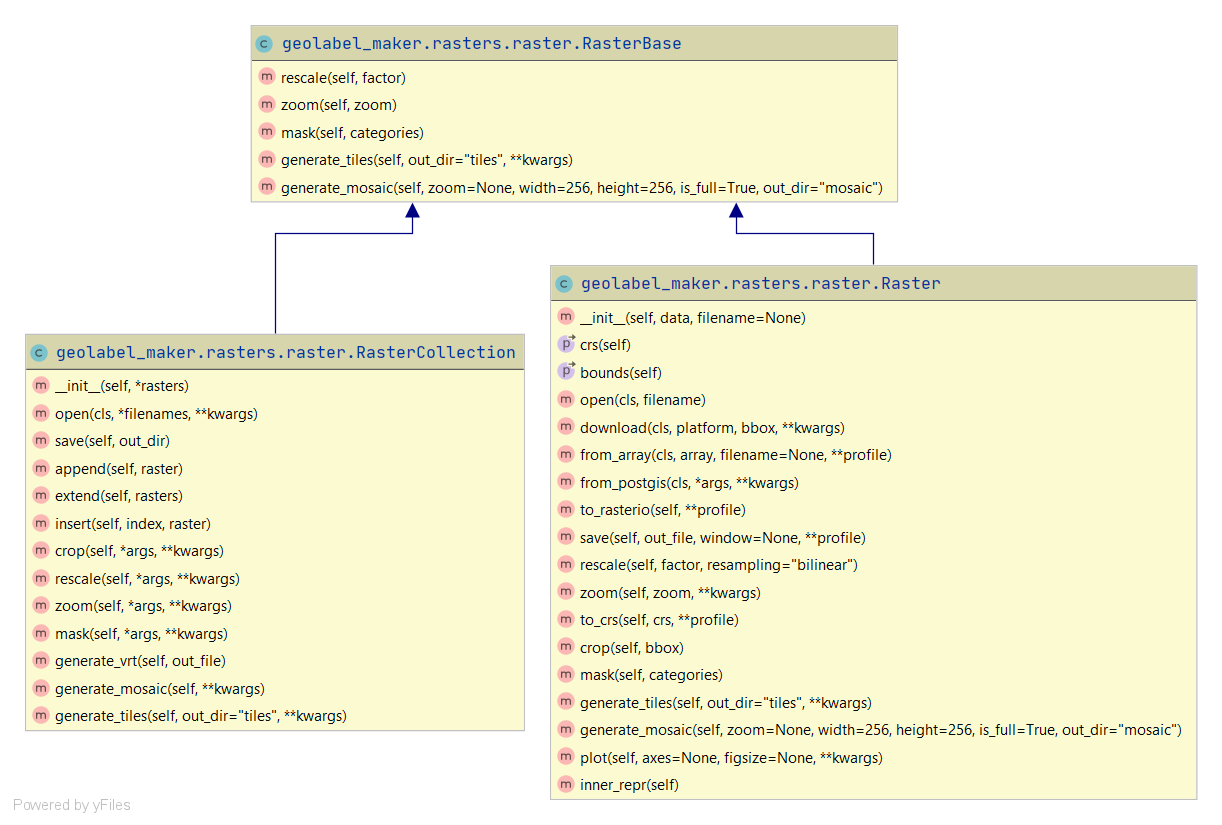 c geolabel_maker.rasters.raster.RasterBase
m rescale(self, factor)
m zoom(self, zoom)
m mask(self, categories)
m generate_tiles(self, out_dir="tiles", **kwargs)
m generate_mosaic(self, zoom=None, width=256, height=256, is_full=True, out_dir="mosaic")
c geolabel_maker.rasters.raster.RasterCollection
m __init__(self, *rasters)
m open(cls, *filenames, **kwargs)
m save(self, out_dir)
m append(self, raster)
m extend(self, rasters)
m insert(self, index, raster)
m crop(self, *args, **kwargs)
m rescale(self, *args, **kwargs)
m zoom(self, *args, **kwargs)
m mask(self, *args, **kwargs)
m generate_vrt(self, out_file)
m generate_mosaic(self, **kwargs)
m generate_tiles(self, out_dir="tiles", **kwargs)
c geolabel_maker.rasters.raster.Raster
m __init__(self, data, filename=None)
p crs(self)
p bounds(self)
m open(cls, filename)
m download(cls, platform, bbox, **kwargs)
m from_array(cls, array, filename=None, **profile)
m from_postgis(cls, *args, **kwargs)
m to_rasterio(self, **profile)
m save(self, out_file, window=None, **profile)
m rescale(self, factor, resampling="bilinear")
m zoom(self, zoom, **kwargs)
m to_crs(self, crs, **profile)
m crop(self, bbox)
m mask(self, categories)
m generate_tiles(self, out_dir="tiles", **kwargs)
m generate_mosaic(self, zoom=None, width=256, height=256, is_full=True, out_dir="mosaic")
m plot(self, axes=None, figsize=None, **kwargs)
m inner_repr(self)
Powered by yFiles